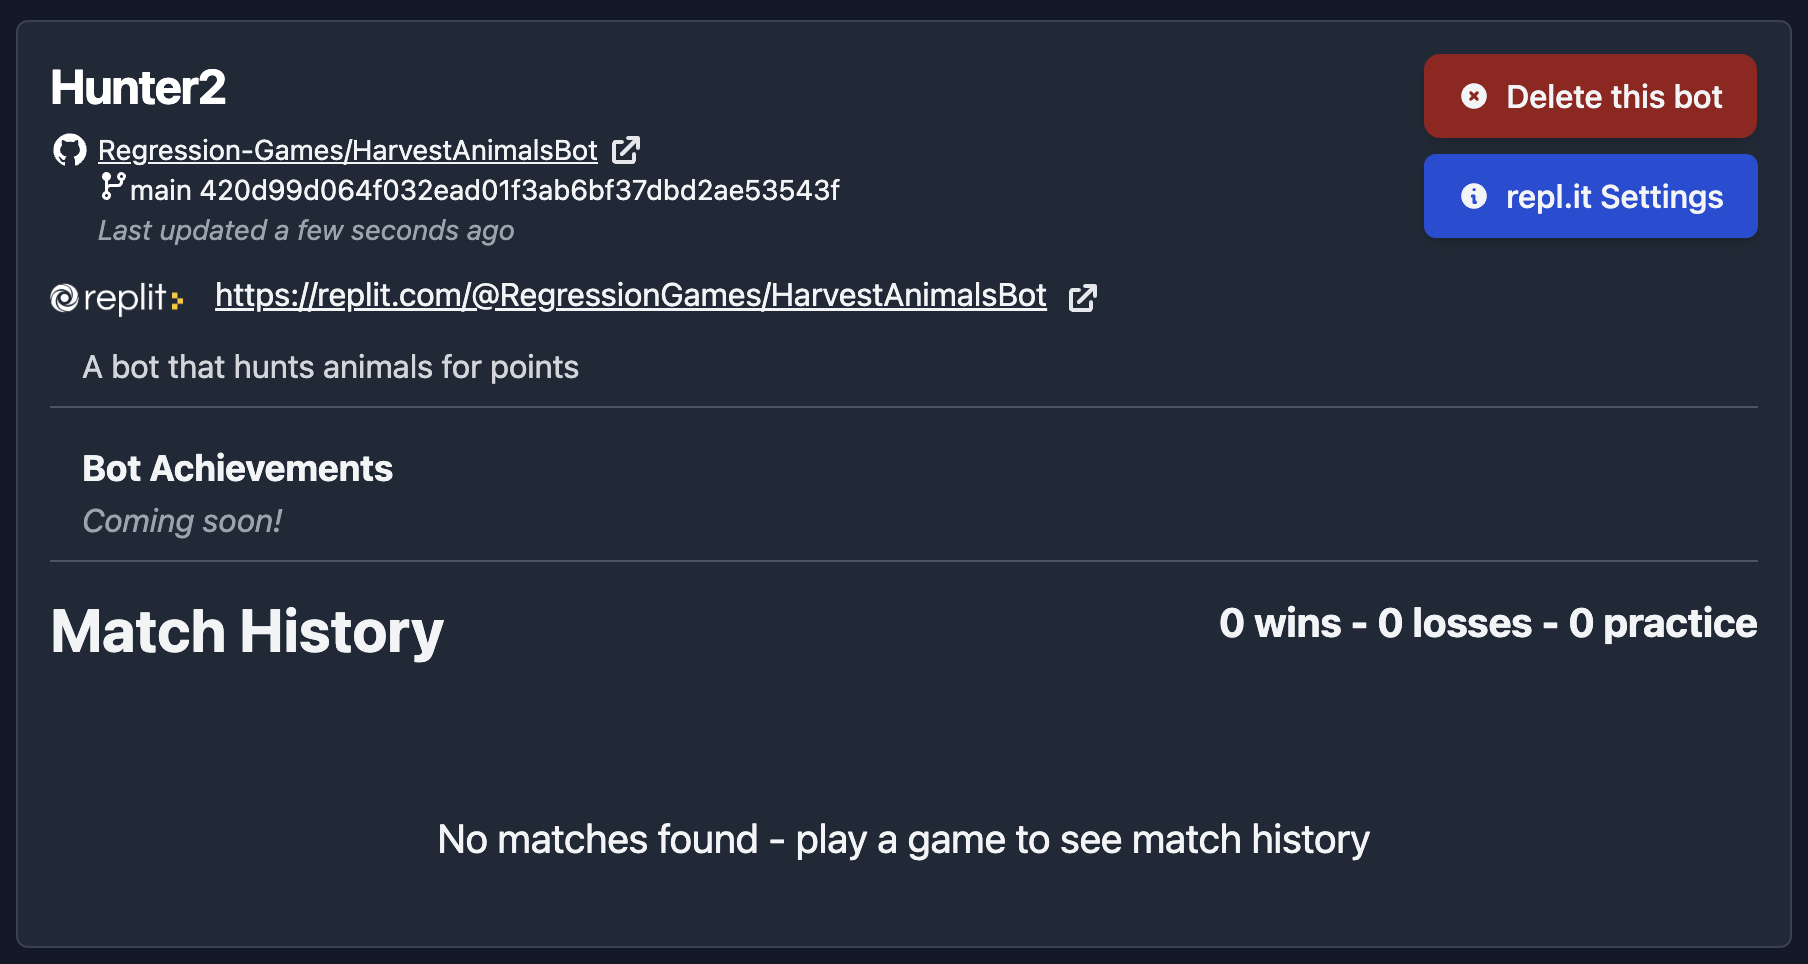 Hunter2
Delete this bot
Regression-Games/HarvestAnimalsBot
main 420d99d064f032ead01f3ab6bf37dbd2ae53543f
repl.it Settings
Last updated a few seconds ago
replit
https://replit.com/@RegressionGames/HarvestAnimalsBot
A bot that hunts animals for points
Bot Achievements
Coming soon!
Match History
0 wins - 0 losses - 0 practice
No matches found - play a game to see match history